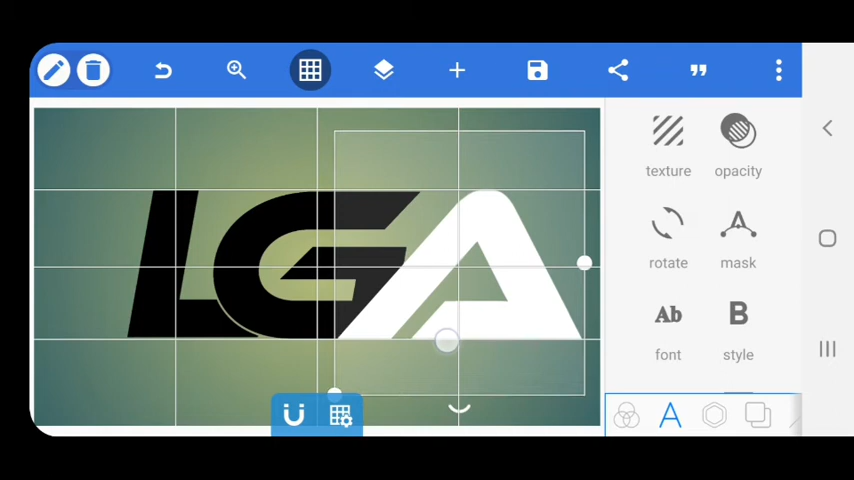 LGA
texture
opacity
rotate
mask
Ab
B
font
style
A